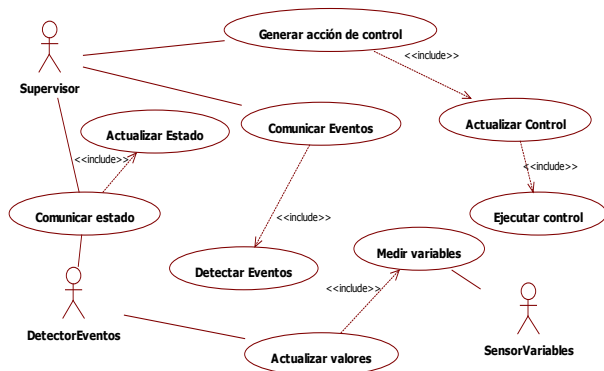 Generar acción de control
<<include>>
Supervisor
Actualizar Estado
Comunicar Eventos
Actualizar Control
<<include>>
Comunicar estado
<<include>>
<<include>>
Ejecutar control
Detectar Eventos
Medir variables
<<include>>
DetectorEventos
Actualizar valores
SensorVariables